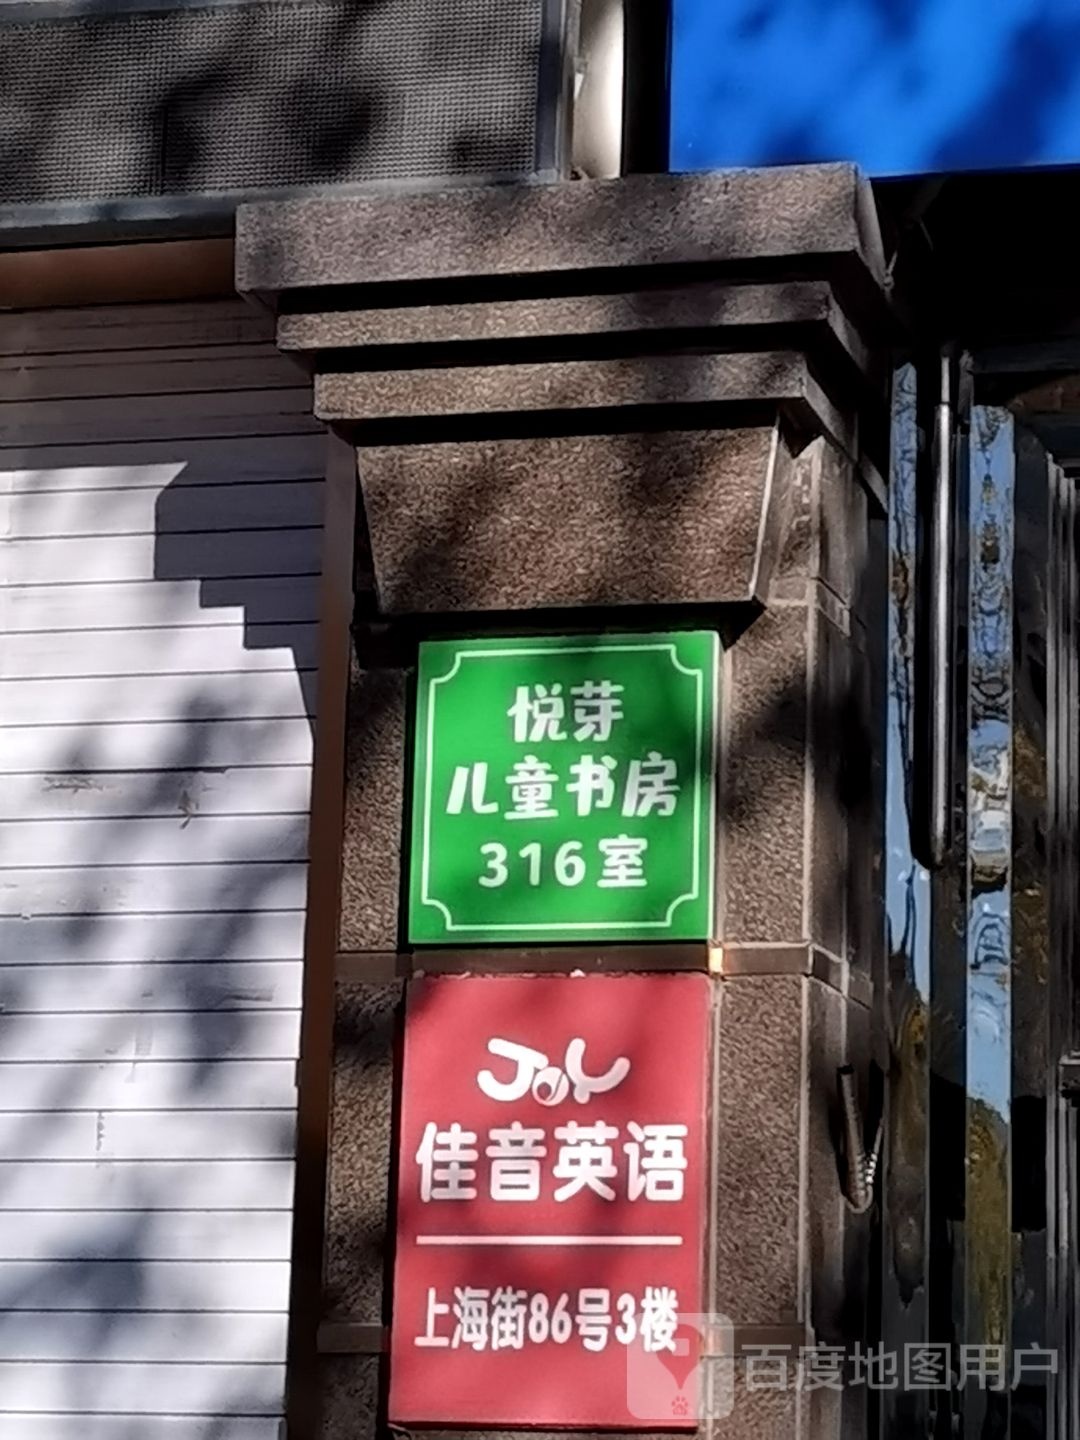 悦芽
儿童书房
316室
JOY
佳音英语
上海街86号3楼
百度地图用户